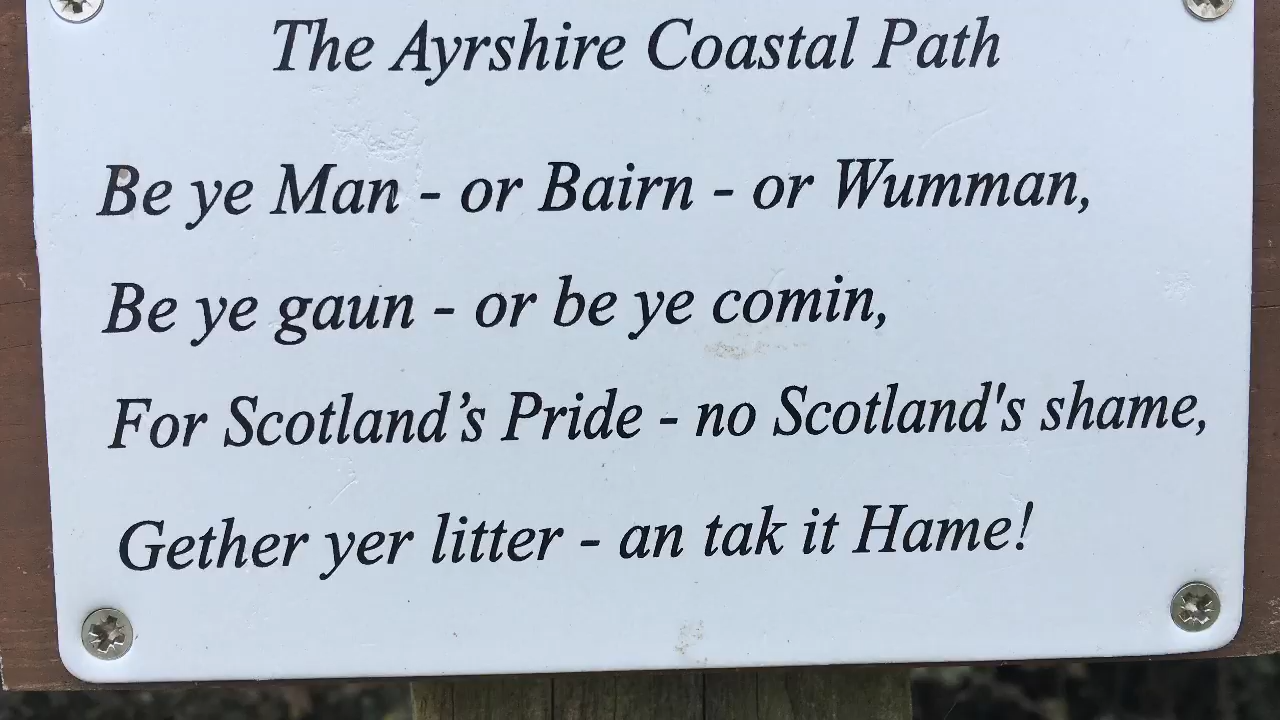 The Ayrshire Coastal Path
Be ye Man - or Bairn - or Wumman,
Be ye gaun - or be ye comin,
For Scotland’s Pride - no Scotland's shame,
Gether yer litter - an tak it Hame!